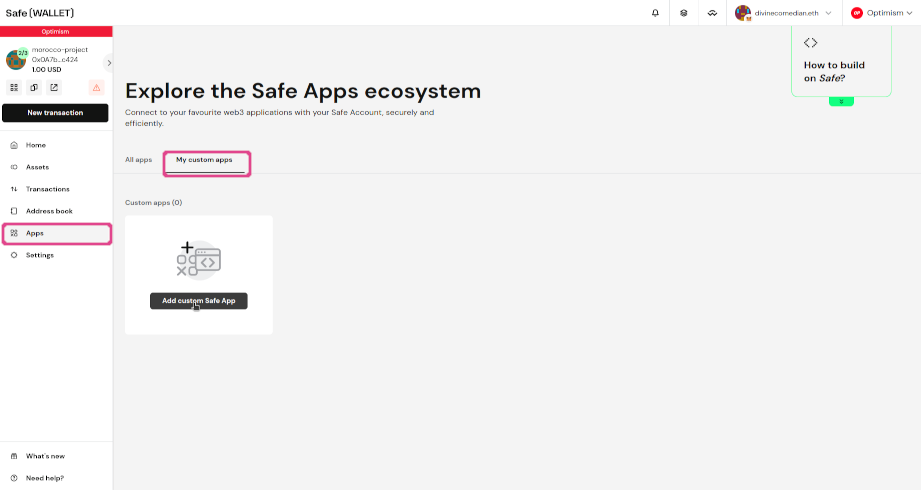 Safe {WALLET}
divinecomedian.eth
OP
Optimism
Optimism
2/3
morocco-project
0x0A7b...c424
1.00 USD
New transaction
Home
Assets
Transactions
Address book
Apps
Settings
What's new
Need help?
How to build
on Safe?
Explore the Safe Apps ecosystem
Connect to your favourite web3 applications with your Safe Account, securely and
efficiently.
All apps
My custom apps
Custom apps (0)
Add custom Safe App